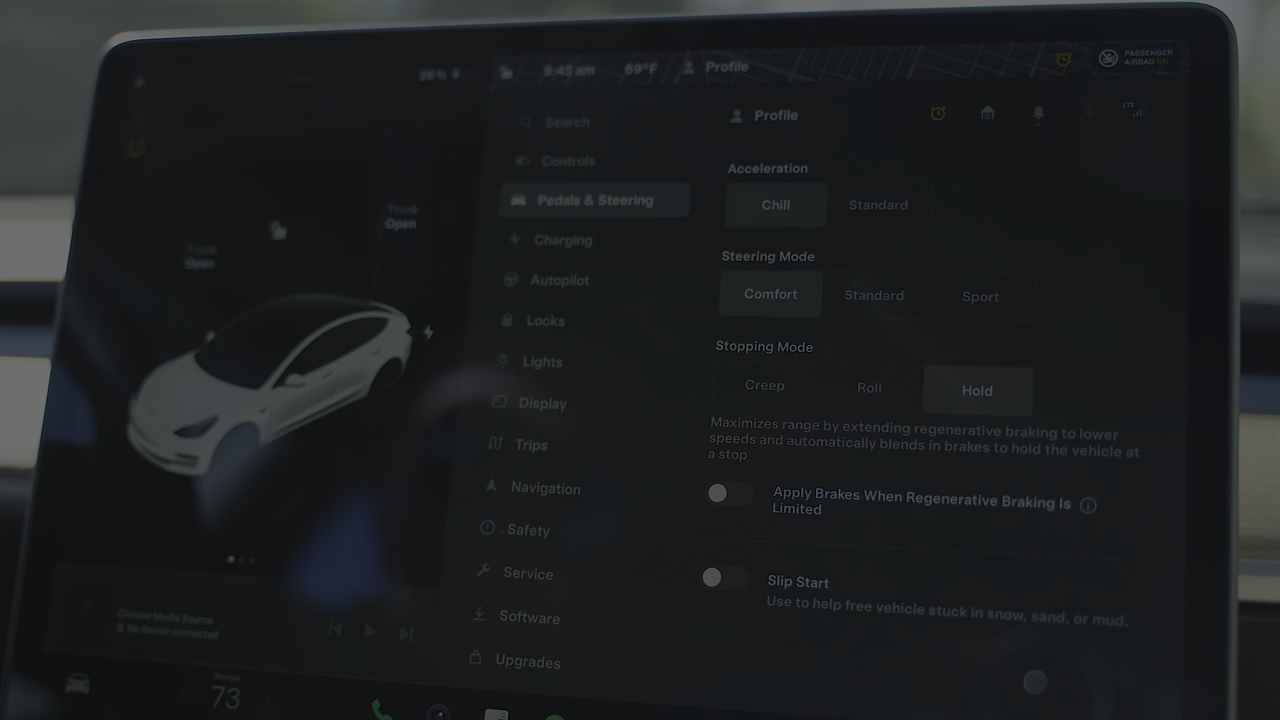 26%
9:45 am
69°F
Profile
PASSENGER
AIRBAG ON
Search
Controls
Pedals & Steering
Charging
Autopilot
Locks
Lights
Display
Trips
Navigation
Safety
Service
Software
Upgrades
Trunk
Open
Open
Choose Media Source
No device connected
Manual
73
Profile
LTE
Acceleration
Chill
Standard
Steering Mode
Comfort
Standard
Sport
Stopping Mode
Creep
Roll
Hold
Maximizes range by extending regenerative braking to lower
speeds and automatically blends in brakes to hold the vehicle at
a stop
Apply Brakes When Regenerative Braking Is
Limited
Slip Start
Use to help free vehicle stuck in snow, sand, or mud.